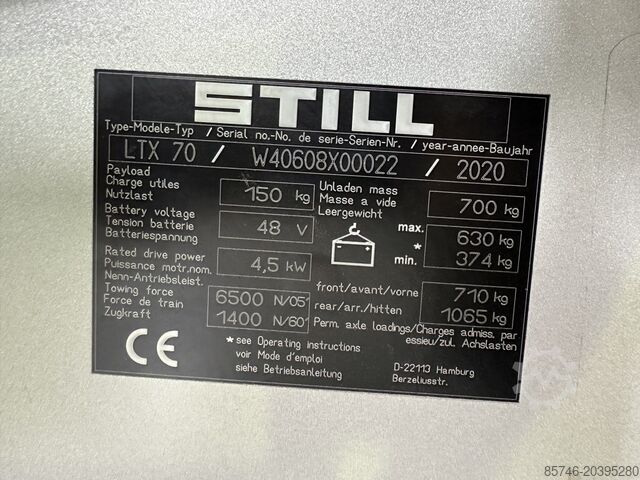 STILL
Type-Modele-Typ / Serial no.-No. de serie-Serien-Nr. / year-annee-Baujahr
LTX 70 / W40608X00022 / 2020
Payload
Charge utiles
Nutzlast
150 kg
Unladen mass
Masse a vide
Leergewicht
700 kg
Battery voltage
Tension batterie
Batteriespannung
48 V
max. 630 kg
*
min. 374 kg
Rated drive power
Puissance motr.nom.
Nenn-Antriebsleist.
4,5 kW
front/avant/vorne 710 kg
rear/arr./hitten 1065 kg
Towing force
Force de train
Zugkraft
6500 N/05'
1400 N/60'
Perm. axle loadings/Charges admiss. par
essieu/zul. Achslasten
CE
* see Operating instructions
voir Mode d'emploi
siehe Betriebsanleitung
D-22113 Hamburg
Berzeliusstr.
85746-20395280